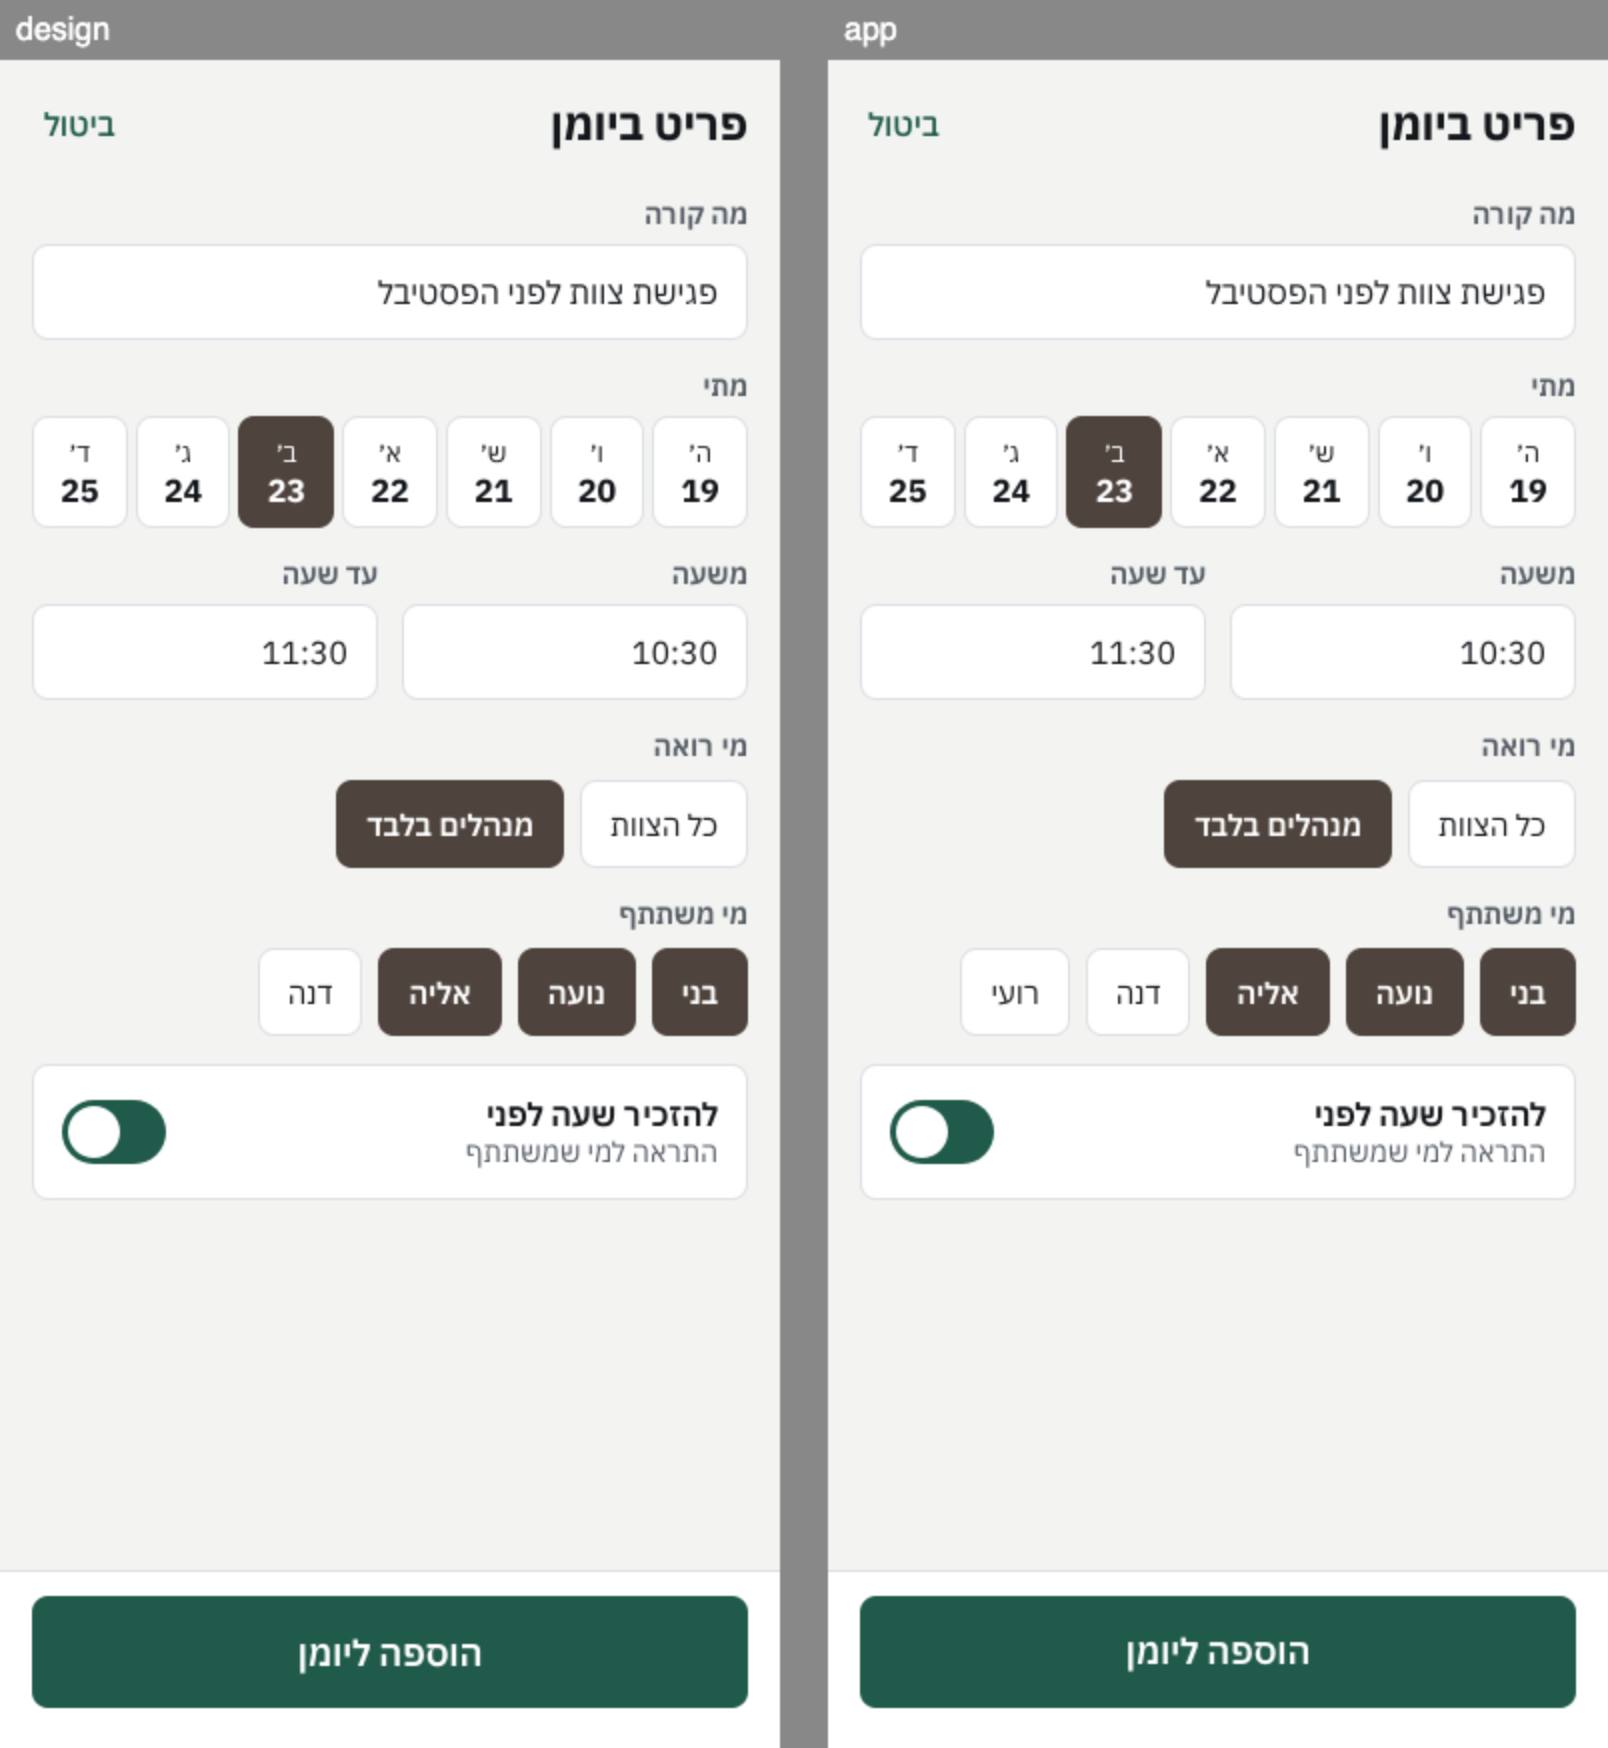 design
פריט ביומן
ביטול
מה קורה
פגישת צוות לפני הפסטיבל
מתי
ה׳ ו׳ ש׳ א׳ ב׳ ג׳ ד׳
19 20 21 22 23 24 25
משעה
עד שעה
10:30
11:30
מי רואה
כל הצוות
מנהלים בלבד
מי משתתף
בני
נועה
אליה
דנה
להזכיר שעה לפני
התראה למי שמשתתף
הוספה ליומן
app
פריט ביומן
ביטול
מה קורה
פגישת צוות לפני הפסטיבל
מתי
ה׳ ו׳ ש׳ א׳ ב׳ ג׳ ד׳
19 20 21 22 23 24 25
משעה
עד שעה
10:30
11:30
מי רואה
כל הצוות
מנהלים בלבד
מי משתתף
בני
נועה
אליה
דנה
רועי
להזכיר שעה לפני
התראה למי שמשתתף
הוספה ליומן